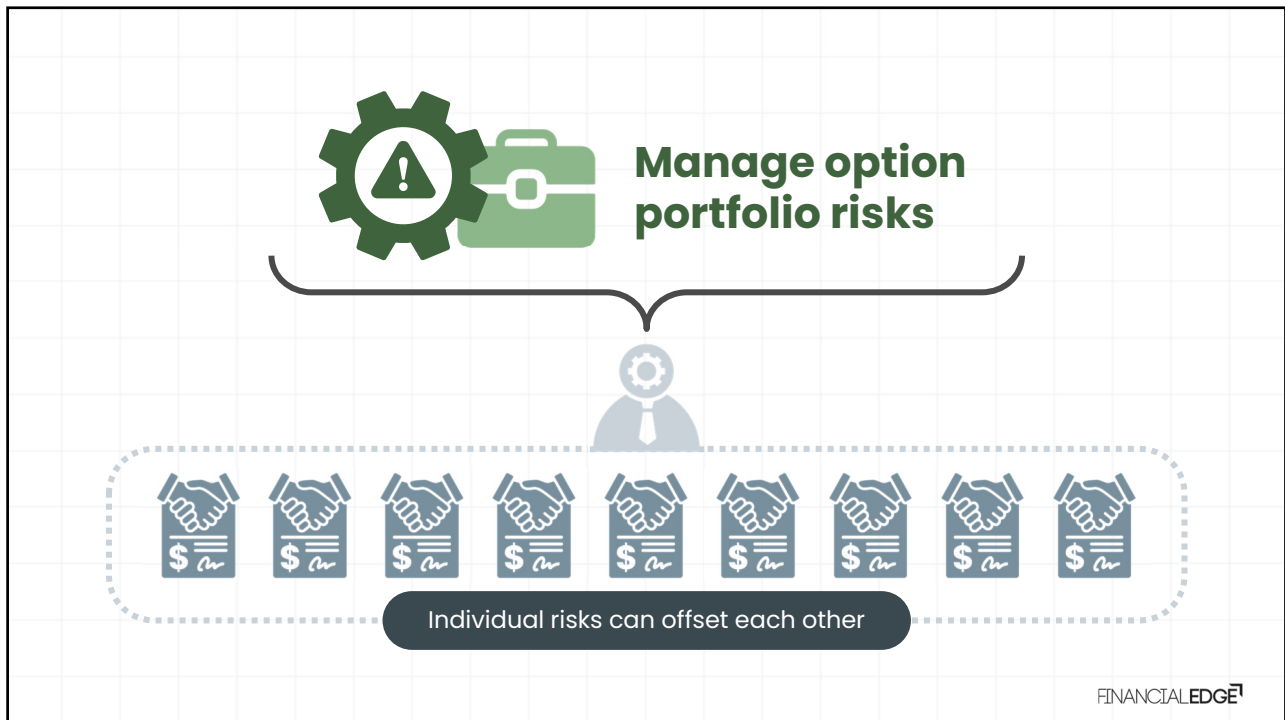 Manage option
portfolio risks
$
$
$
$
$
$
$
$
$
Individual risks can offset each other
FINANCIALEDGE